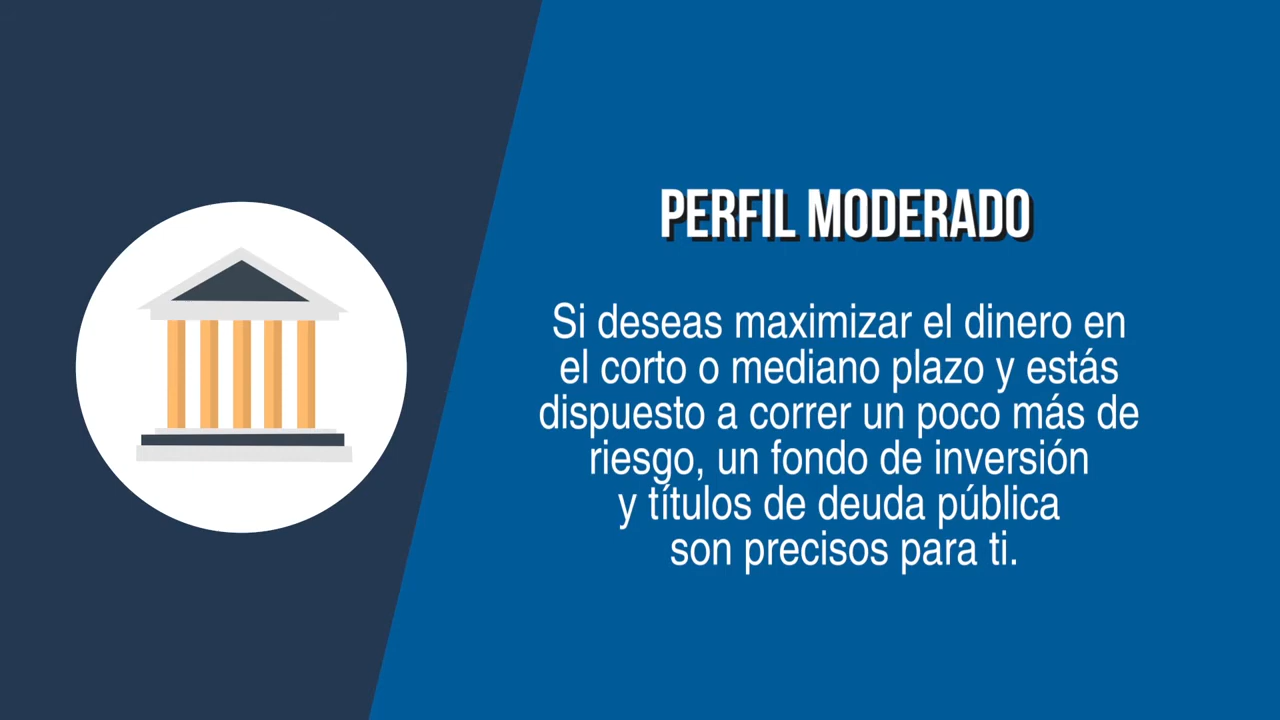 PERFIL MODERADO
Si deseas maximizar el dinero en
el corto o mediano plazo y estás
dispuesto a correr un poco más de
riesgo, un fondo de inversión
y títulos de deuda pública
son precisos para ti.